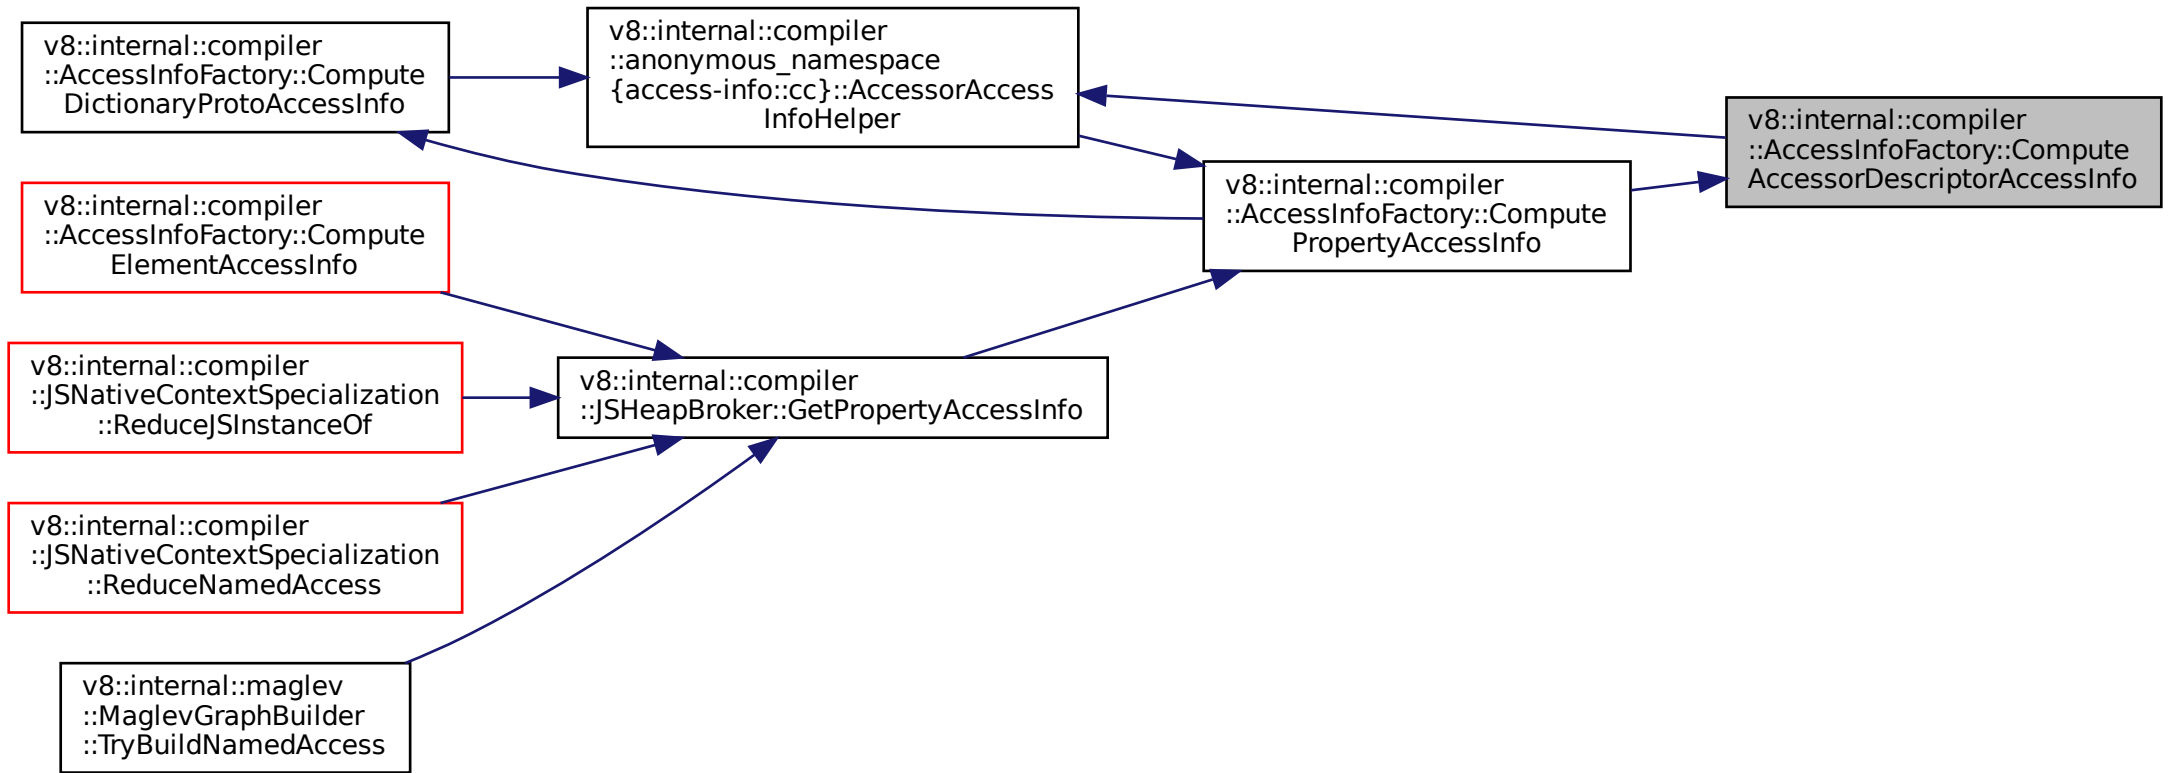 v8::internal::compiler
::AccessInfoFactory::Compute
DictionaryProtoAccessInfo
v8::internal::compiler
::anonymous_namespace
{access-info::cc}::AccessorAccess
InfoHelper
v8::internal::compiler
::AccessInfoFactory::Compute
AccessorDescriptorAccessInfo
v8::internal::compiler
::AccessInfoFactory::Compute
PropertyAccessInfo
v8::internal::compiler
::AccessInfoFactory::Compute
ElementAccessInfo
v8::internal::compiler
::JSNativeContextSpecialization
::ReduceJSInstanceOf
v8::internal::compiler
::JSHeapBroker::GetPropertyAccessInfo
v8::internal::compiler
::JSNativeContextSpecialization
::ReduceNamedAccess
v8::internal::maglev
::MaglevGraphBuilder
::TryBuildNamedAccess